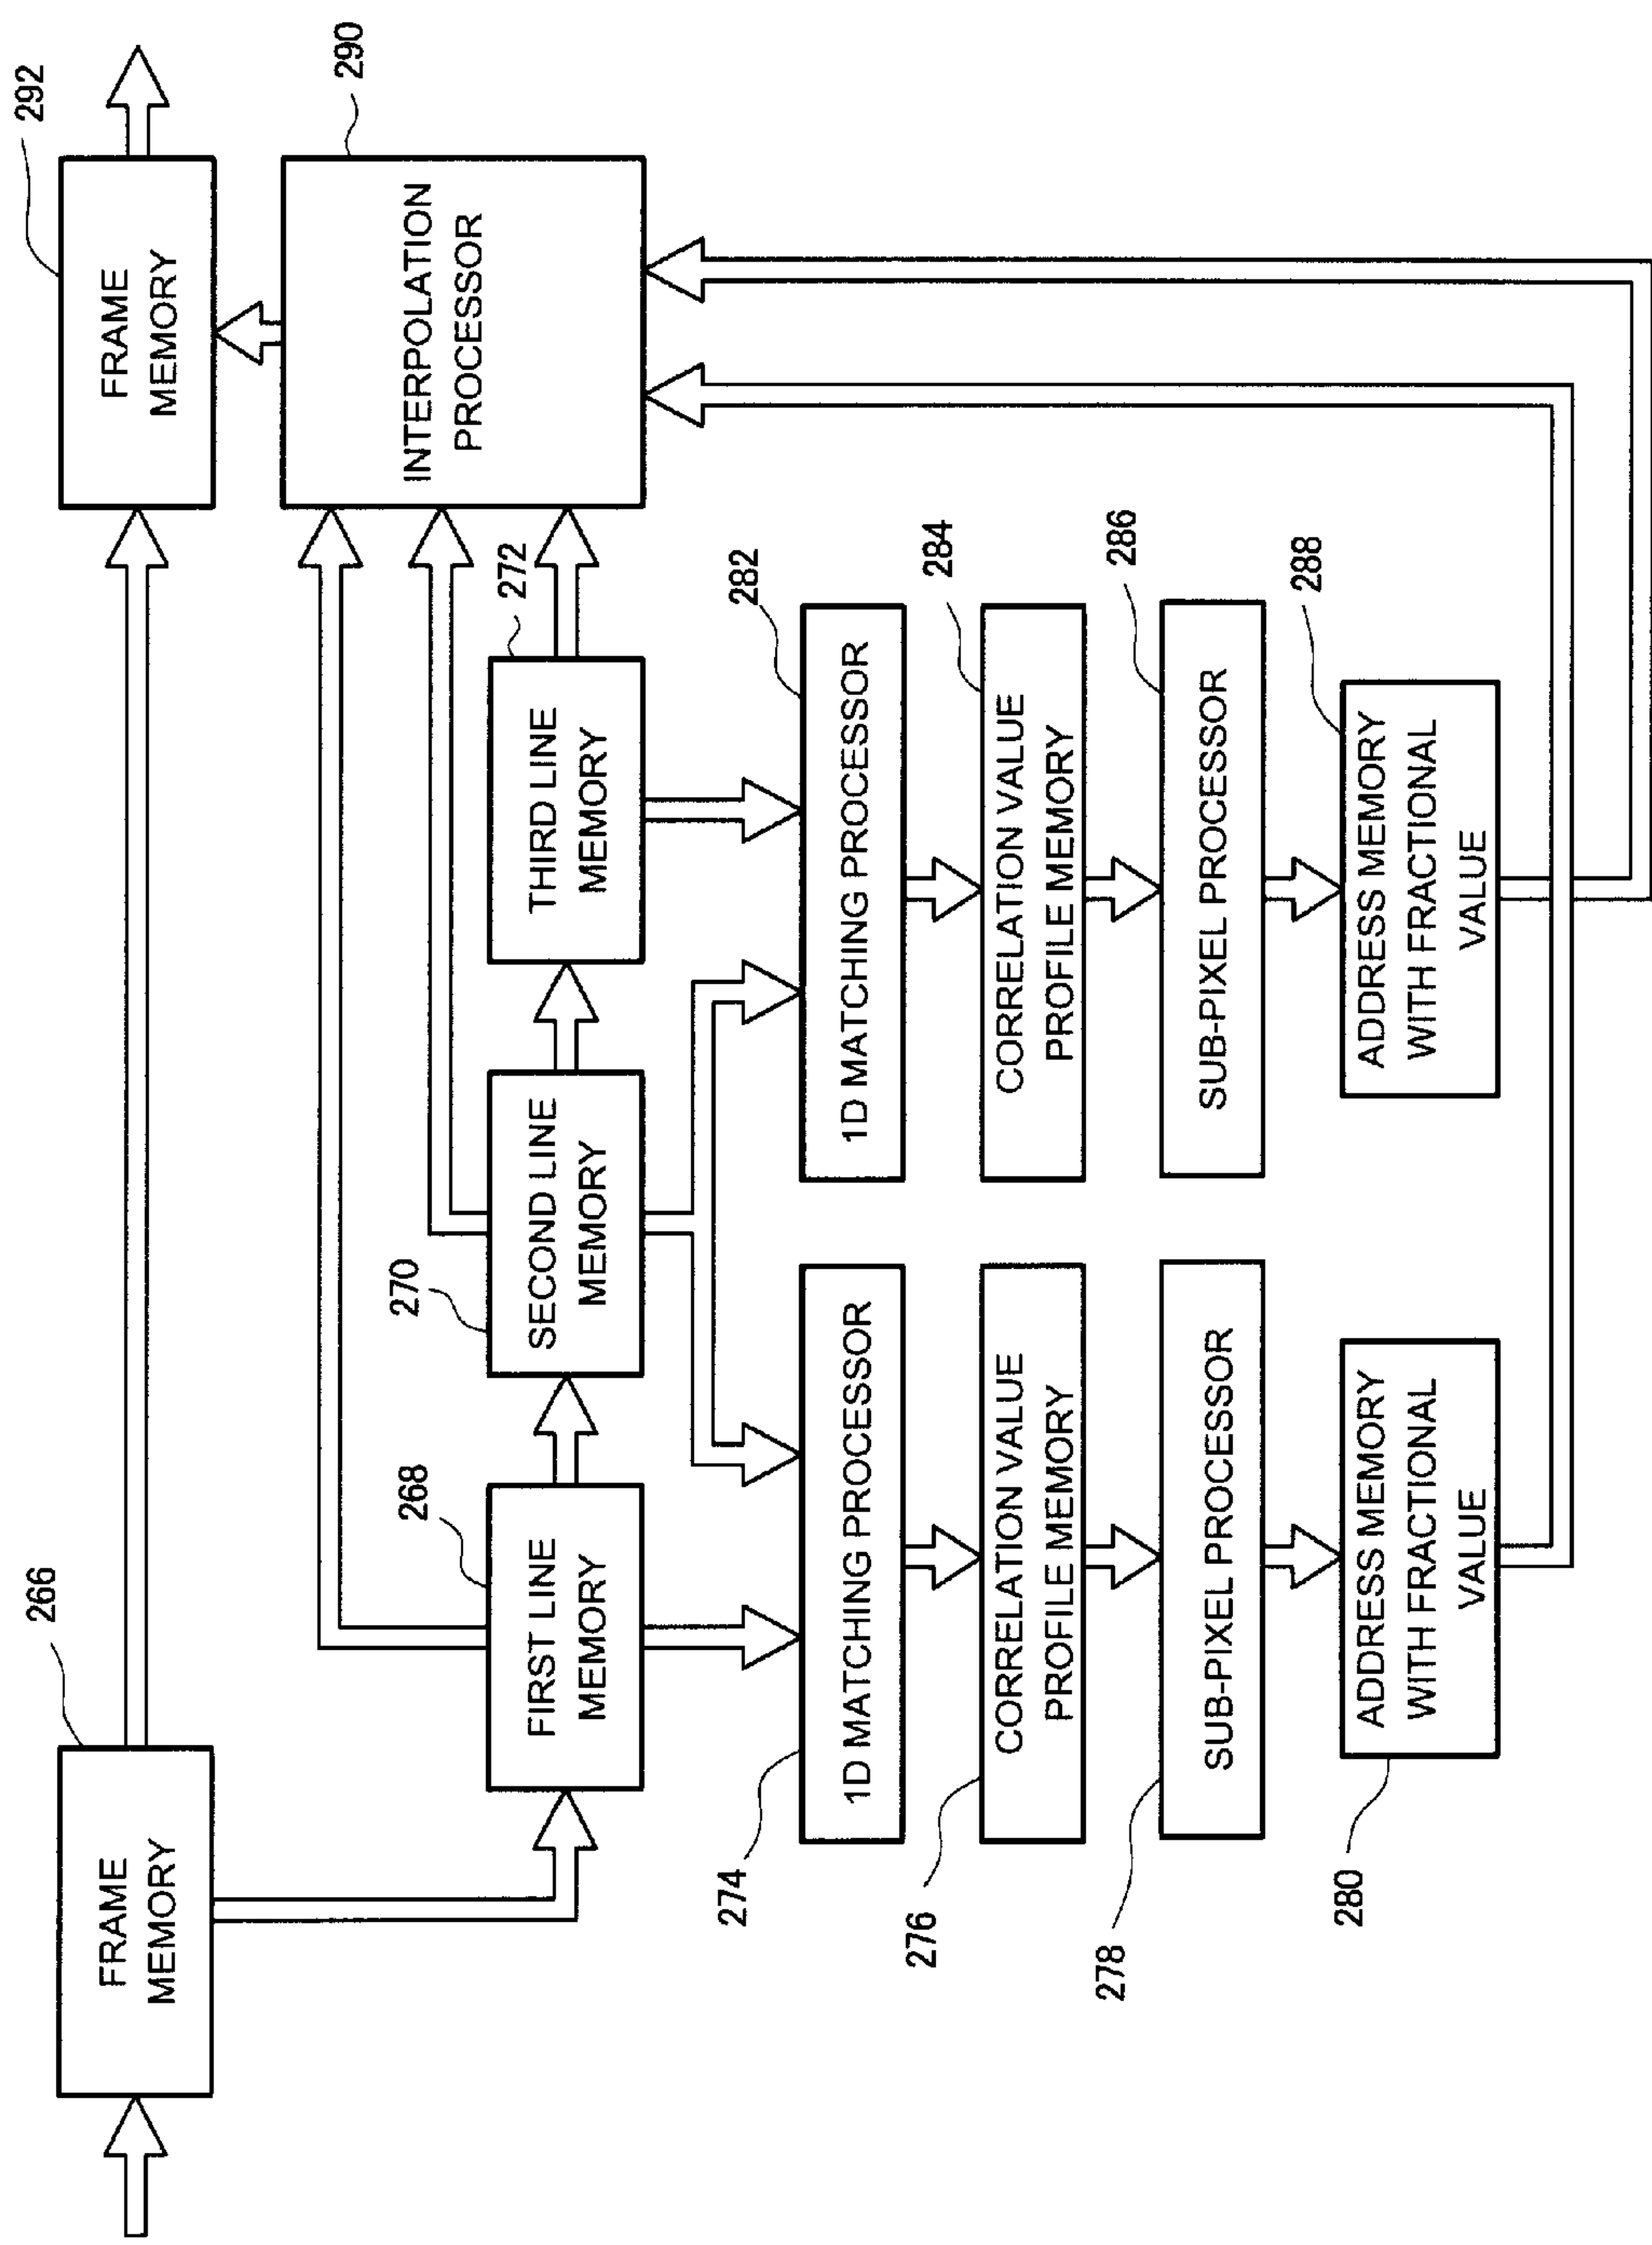 266
FRAME
MEMORY
292
FRAME
MEMORY
290
INTERPOLATION
PROCESSOR
268
FIRST LINE
MEMORY
270
SECOND LINE
MEMORY
272
THIRD LINE
MEMORY
274
1D MATCHING PROCESSOR
276
CORRELATION VALUE
PROFILE MEMORY
278
SUB-PIXEL PROCESSOR
280
ADDRESS MEMORY
WITH FRACTIONAL
VALUE
282
1D MATCHING PROCESSOR
284
CORRELATION VALUE
PROFILE MEMORY
286
SUB-PIXEL PROCESSOR
288
ADDRESS MEMORY
WITH FRACTIONAL
VALUE